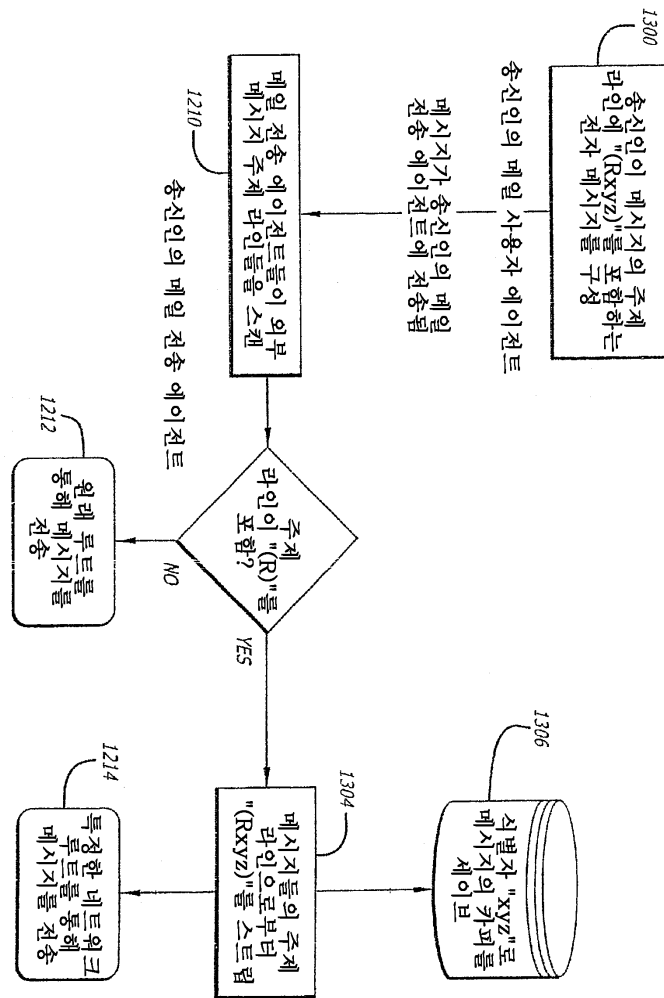 1300
송신인이 메시지의 주제
라인에 "(Rxyz)"를 포함하는
전자 메시지를 구성
송신인의 메일 사용자 에이전트
메시지가 송신인의 메일
전송 에이전트에 전송됨
메일 전송 에이전트들이 외부
메시지 주제 라인들을 스캔
1210
송신인의 메일 전송 에이전트
주제
라인이 "(R)"를
포함?
NO
YES
1212
원래 루트를
통해 메시지를
전송
1304
메시지들의 주제
라인으로부터
"(Rxyz)"를 스트립
1306
식별자 "xyz"로
메시지의 카피를
세이브
1214
특정한 네트워크
루트를 통해
메시지를 전송